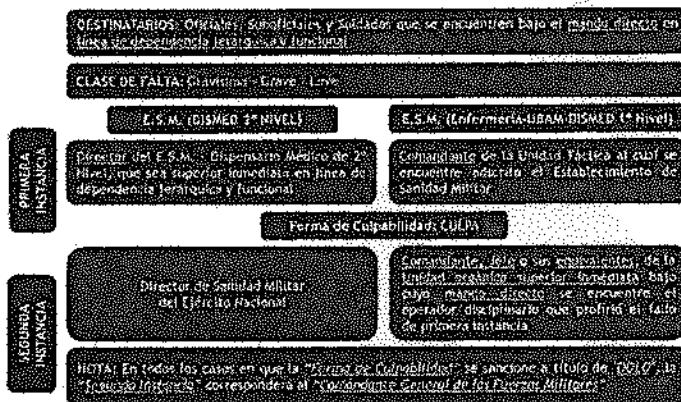 DESTINATARIOS: Oficiales, Suboficiales y Soldados que se encuentren bajo el mando directo en
línea de dependencia jerárquica y funcional
CLASE DE FALTA: Gravísima - Grave - Leve
E.S.M. (DISMED 2º NIVEL)
E.S.M. (Enfermería-UBAM-DISMED 1º Nivel)
PRIMERA
INSTANCIA
Director del E.S.M. - Dispensario Médico de 2º
Nivel, que sea superior inmediato en línea de
dependencia jerárquica y funcional
Comandante de la Unidad Táctica al cual se
encuentre adscrito el Establecimiento de
Sanidad Militar
Forma de Culpabilidad: CULPA
SEGUNDA
INSTANCIA
Director de Sanidad Militar
del Ejército Nacional
Comandante, Jefe o sus equivalentes, de la
Unidad orgánica superior inmediata bajo
cuyo mando directo se encuentre el
operador disciplinario que profirió el fallo
de primera instancia
NOTA: En todos los casos en que la "Forma de Culpabilidad" se sancione a título de "DOLO", la
"Segunda Instancia" corresponderá al "Comandante General de las Fuerzas Militares"